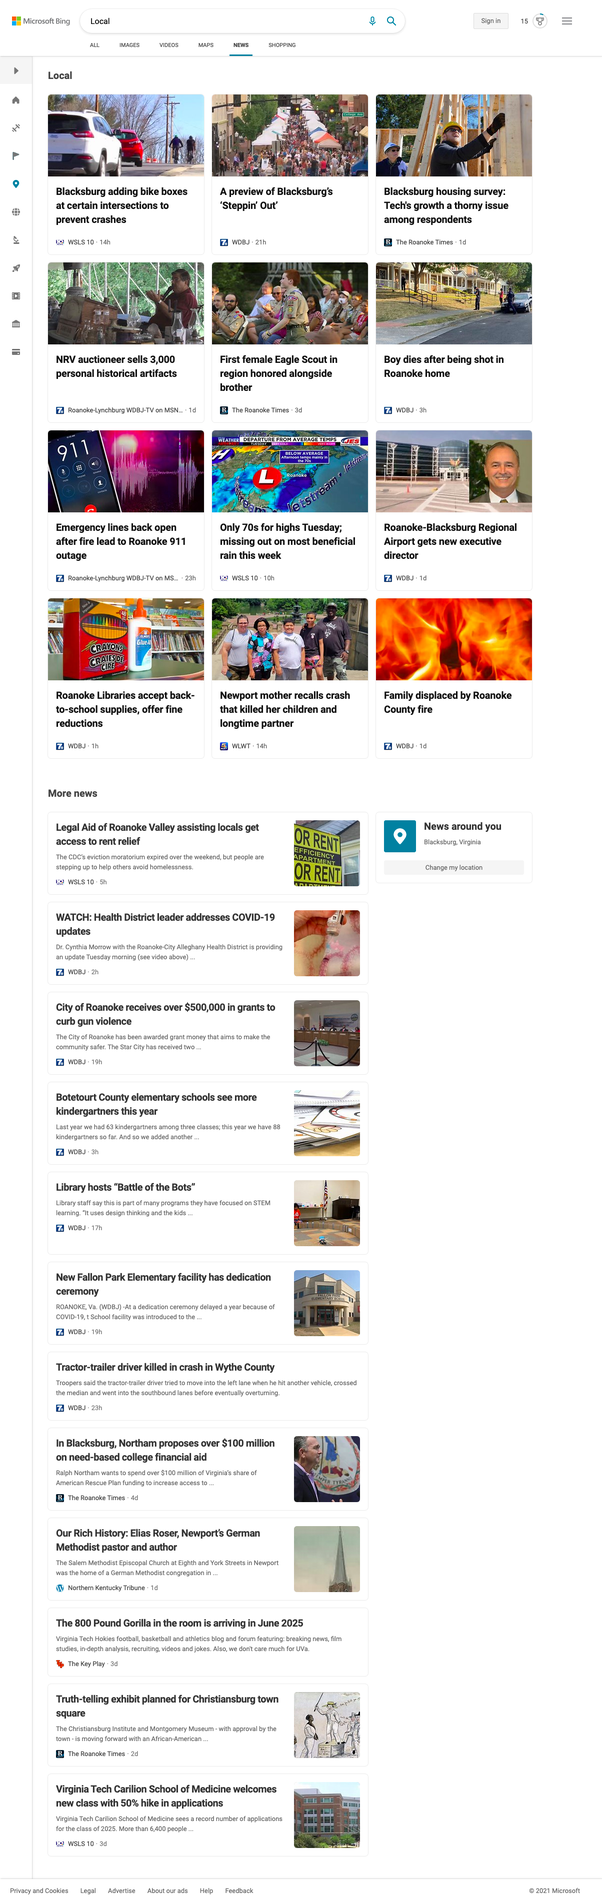 Microsoft Bing
Local
Sign in
15
ALL
IMAGES
VIDEOS
MAPS
NEWS
SHOPPING
Local
Blacksburg adding bike boxes
at certain intersections to
prevent crashes
WSLS 10 · 14h
A preview of Blacksburg's
'Steppin' Out'
WDBJ · 21h
Blacksburg housing survey:
Tech's growth a thorny issue
among respondents
The Roanoke Times · 1d
NRV auctioneer sells 3,000
personal historical artifacts
Roanoke-Lynchburg WDBJ-TV on MSN... · 1d
First female Eagle Scout in
region honored alongside
brother
The Roanoke Times · 3d
Boy dies after being shot in
Roanoke home
WDBJ · 3h
911
Emergency lines back open
after fire lead to Roanoke 911
outage
Roanoke-Lynchburg WDBJ-TV on MS... · 23h
WEATHER
DEPARTURE FROM AVERAGE TEMPS
BELOW AVERAGE
H
L
Roanoke
Jetstream
Only 70s for highs Tuesday;
missing out on most beneficial
rain this week
WSLS 10 · 10h
Roanoke-Blacksburg Regional
Airport gets new executive
director
WDBJ · 1d
CRAYONS
CRAIES DE
CIRE
Roanoke Libraries accept back-
to-school supplies, offer fine
reductions
WDBJ · 1h
Newport mother recalls crash
that killed her children and
longtime partner
WLWT · 14h
Family displaced by Roanoke
County fire
WDBJ · 1d
More news
Legal Aid of Roanoke Valley assisting locals get
access to rent relief
The CDC's eviction moratorium expired over the weekend, but people are
stepping up to help others avoid homelessness.
WSLS 10 · 5h
OR RENT
EFFICIENCY
APARTMENT
OR RENT
News around you
Blacksburg, Virginia
Change my location
WATCH: Health District leader addresses COVID-19
updates
Dr. Cynthia Morrow with the Roanoke-City Alleghany Health District is providing
an update Tuesday morning (see video above) ...
WDBJ · 2h
City of Roanoke receives over $500,000 in grants to
curb gun violence
The City of Roanoke has been awarded grant money that aims to make the
community safer. The Star City has received two ...
WDBJ · 19h
Botetourt County elementary schools see more
kindergartners this year
Last year we had 63 kindergartners among three classes; this year we have 88
kindergartners so far. And so we added another ...
WDBJ · 3h
Library hosts “Battle of the Bots”
Library staff say this is part of many programs they have focused on STEM
learning. “It uses design thinking and the kids ...
WDBJ · 17h
New Fallon Park Elementary facility has dedication
ceremony
ROANOKE, Va. (WDBJ) -At a dedication ceremony delayed a year because of
COVID-19, t School facility was introduced to the ...
WDBJ · 19h
Tractor-trailer driver killed in crash in Wythe County
Troopers said the tractor-trailer driver tried to move into the left lane when he hit another vehicle, crossed
the median and went into the southbound lanes before eventually overturning.
WDBJ · 23h
In Blacksburg, Northam proposes over $100 million
on need-based college financial aid
Ralph Northam wants to spend over $100 million of Virginia's share of
American Rescue Plan funding to increase access to ...
The Roanoke Times · 4d
Our Rich History: Elias Roser, Newport's German
Methodist pastor and author
The Salem Methodist Episcopal Church at Eighth and York Streets in Newport
was the home of a German Methodist congregation in ...
Northern Kentucky Tribune · 1d
The 800 Pound Gorilla in the room is arriving in June 2025
Virginia Tech Hokies football, basketball and athletics blog and forum featuring: breaking news, film
studies, in-depth analysis, recruiting, videos and jokes. Also, we don't care much for UVa.
The Key Play · 3d
Truth-telling exhibit planned for Christiansburg town
square
The Christiansburg Institute and Montgomery Museum - with approval by the
town - is moving forward with an African-American ...
The Roanoke Times · 2d
Virginia Tech Carilion School of Medicine welcomes
new class with 50% hike in applications
Virginia Tech Carilion School of Medicine sees a record number of applications
for the class of 2025. More than 6,400 people ...
WSLS 10 · 3d
Privacy and Cookies
Legal
Advertise
About our ads
Help
Feedback
© 2021 Microsoft